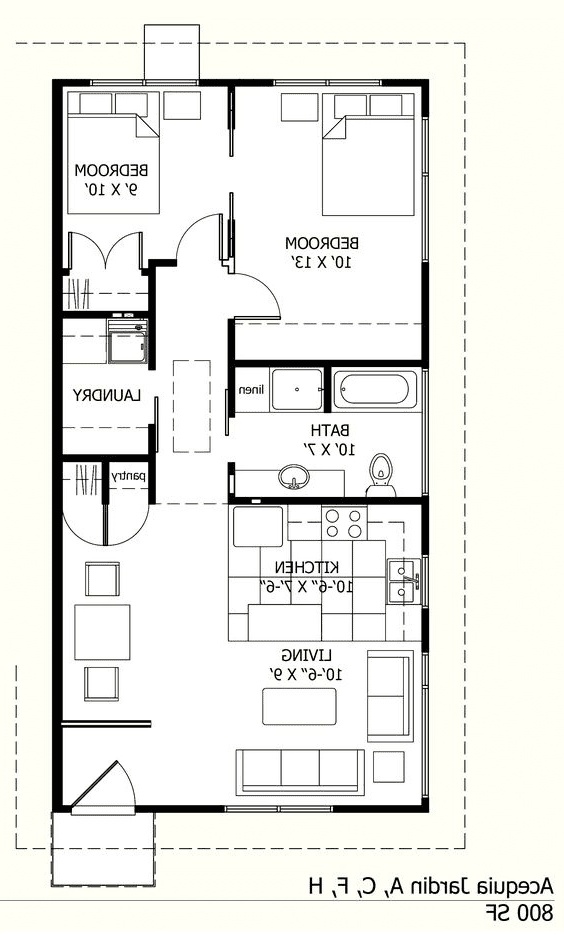 BEDROOM
9' X 10'
BEDROOM
10' X 13'
LAUNDRY
linen
BATH
10' X 7'
pantry
KITCHEN
10'-6" X 7'-6"
LIVING
10'-6" X 9'
Acequia Jardin A, C, F, H
800 SF